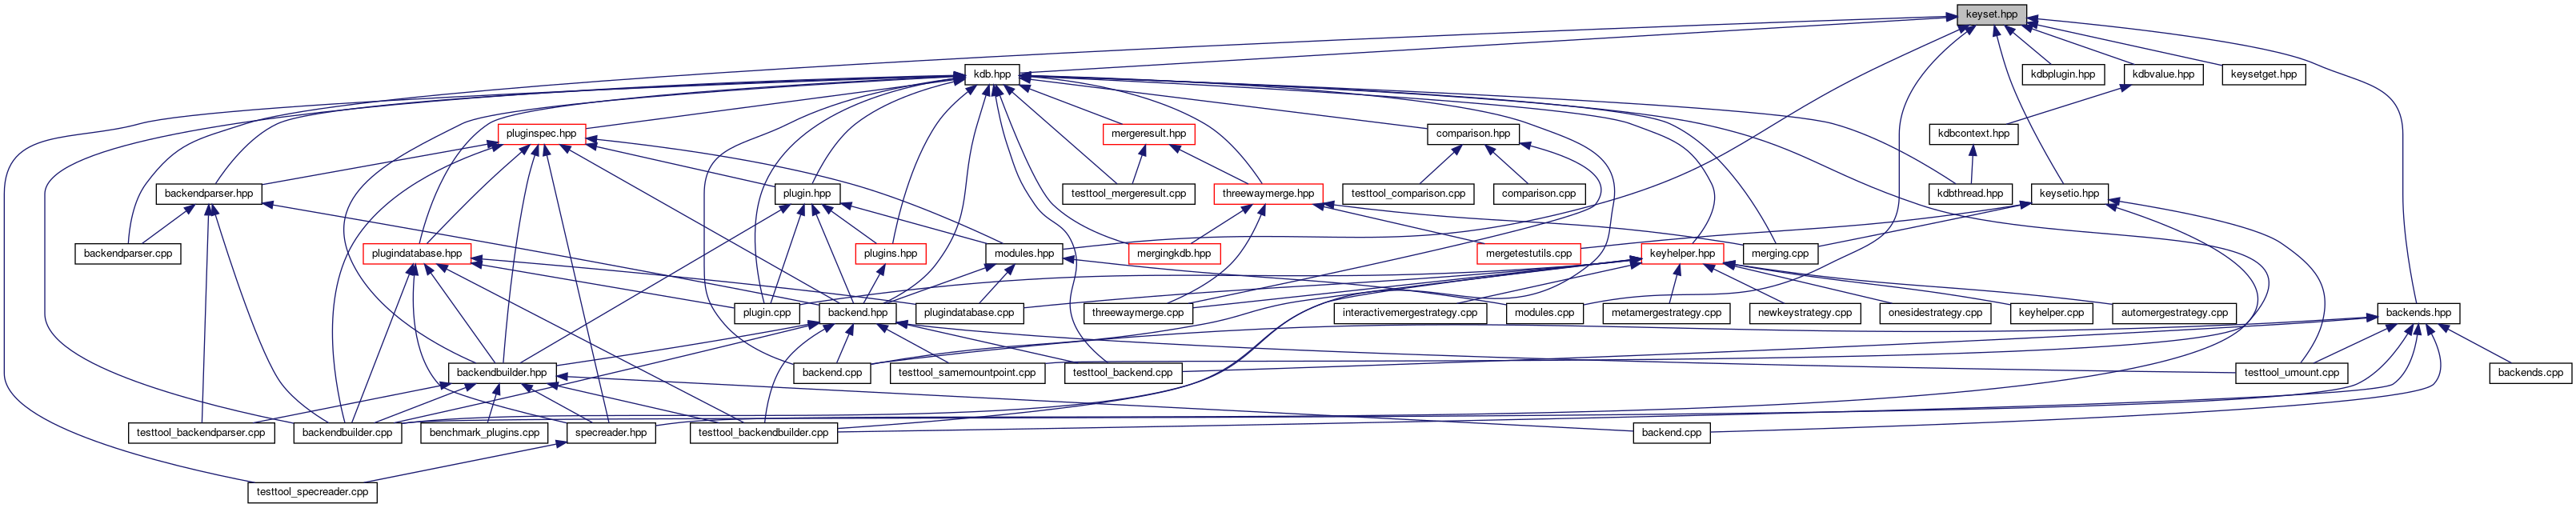 keyset.hpp
kdb.hpp
kdbplugin.hpp
kdbvalue.hpp
keysetget.hpp
pluginspec.hpp
mergeresult.hpp
comparison.hpp
kdbcontext.hpp
backendparser.hpp
plugin.hpp
testtool_mergeresult.cpp
threewaymerge.hpp
testtool_comparison.cpp
comparison.cpp
kdbthread.hpp
keysetio.hpp
backendparser.cpp
plugindatabase.hpp
plugins.hpp
modules.hpp
mergingkdb.hpp
mergetestutils.cpp
keyhelper.hpp
merging.cpp
plugin.cpp
backend.hpp
plugindatabase.cpp
threewaymerge.cpp
interactivemergestrategy.cpp
modules.cpp
metamergestrategy.cpp
newkeystrategy.cpp
onesidestrategy.cpp
keyhelper.cpp
automergestrategy.cpp
backends.hpp
backendbuilder.hpp
backend.cpp
testtool_samemountpoint.cpp
testtool_backend.cpp
testtool_umount.cpp
backends.cpp
testtool_backendparser.cpp
backendbuilder.cpp
benchmark_plugins.cpp
specreader.hpp
testtool_backendbuilder.cpp
backend.cpp
testtool_specreader.cpp